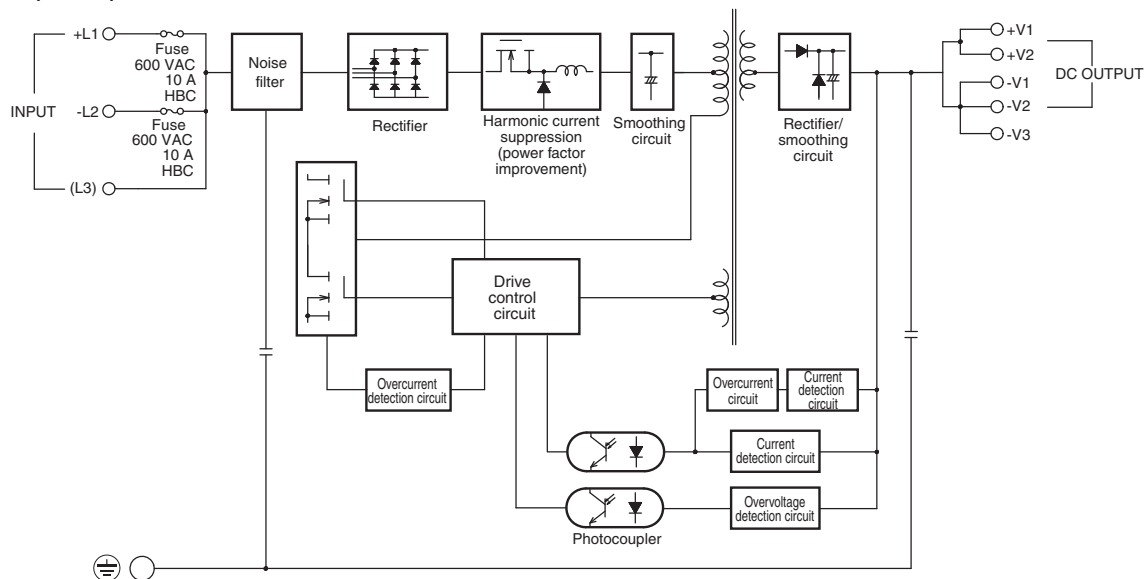 +L1
Fuse
600 VAC
10 A
HBC
INPUT
-L2
Fuse
600 VAC
10 A
HBC
(L3)
Noise
filter
Rectifier
Harmonic current
suppression
(power factor
improvement)
Smoothing
circuit
Rectifier/
smoothing
circuit
+V1
+V2
-V1
-V2
-V3
DC OUTPUT
Drive
control
circuit
Overcurrent
detection circuit
Overcurrent
circuit
Current
detection
circuit
Current
detection circuit
Overvoltage
detection circuit
Photocoupler